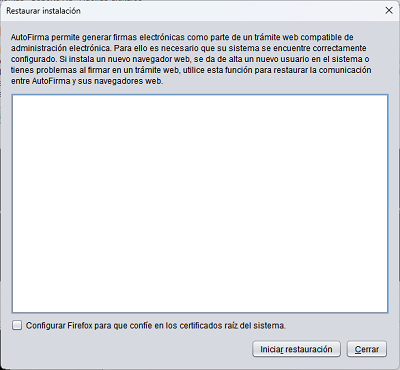 Restaurar instalación
AutoFirma permite generar firmas electrónicas como parte de un trámite web compatible de
administración electrónica. Para ello es necesario que su sistema se encuentre correctamente
configurado. Si instala un nuevo navegador web, se da de alta un nuevo usuario en el sistema o
tienes problemas al firmar en un trámite web, utilice esta función para restaurar la comunicación
entre AutoFirma y sus navegadores web.
Configurar Firefox para que confíe en los certificados raíz del sistema.
Iniciar restauración
Cerrar